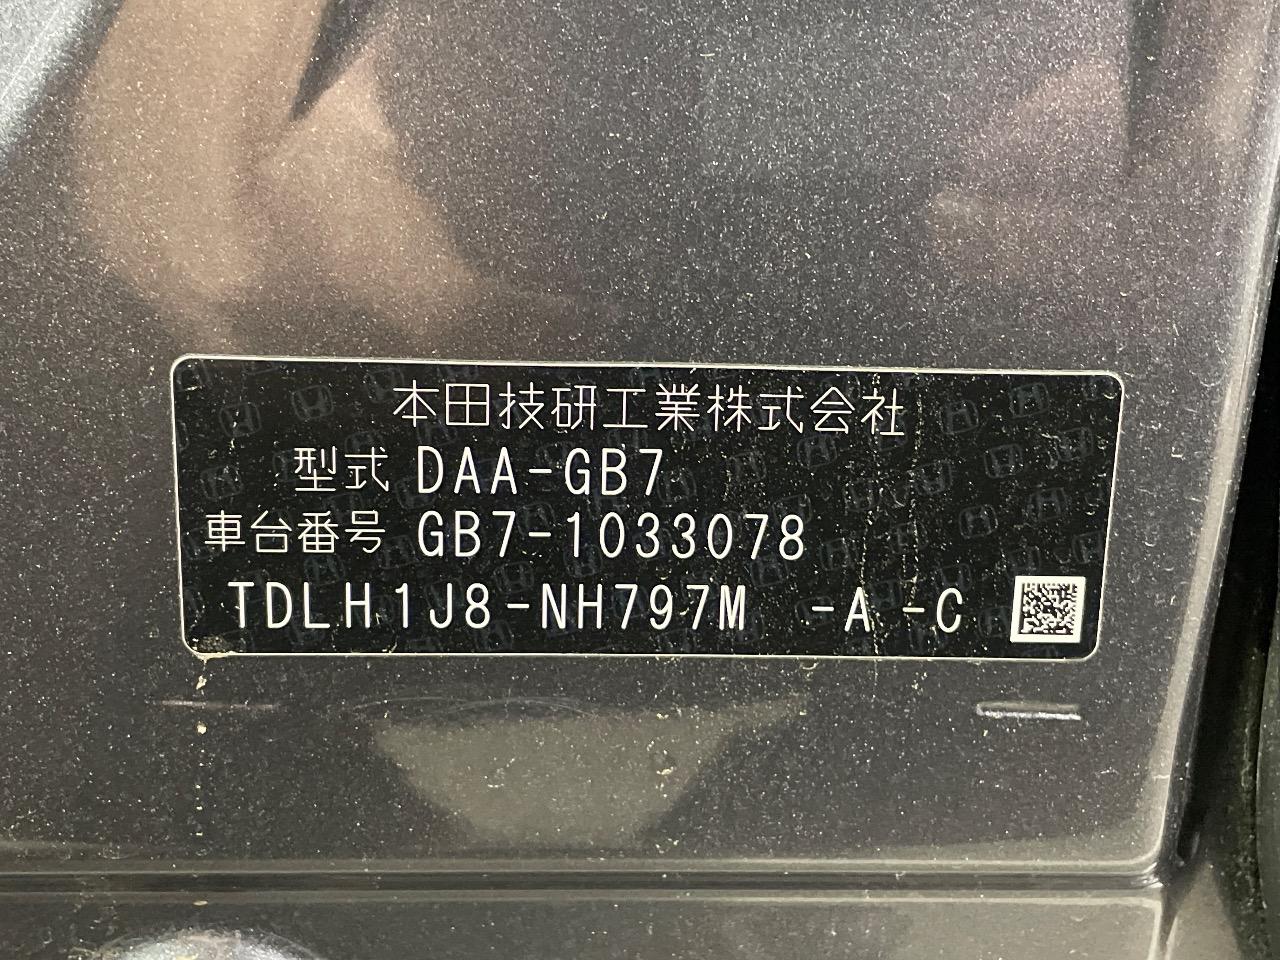 本田技研工業株式会社
型式 DAA-GB7
車台番号 GB7-1033078
TDLH1J8-NH797M -A -C